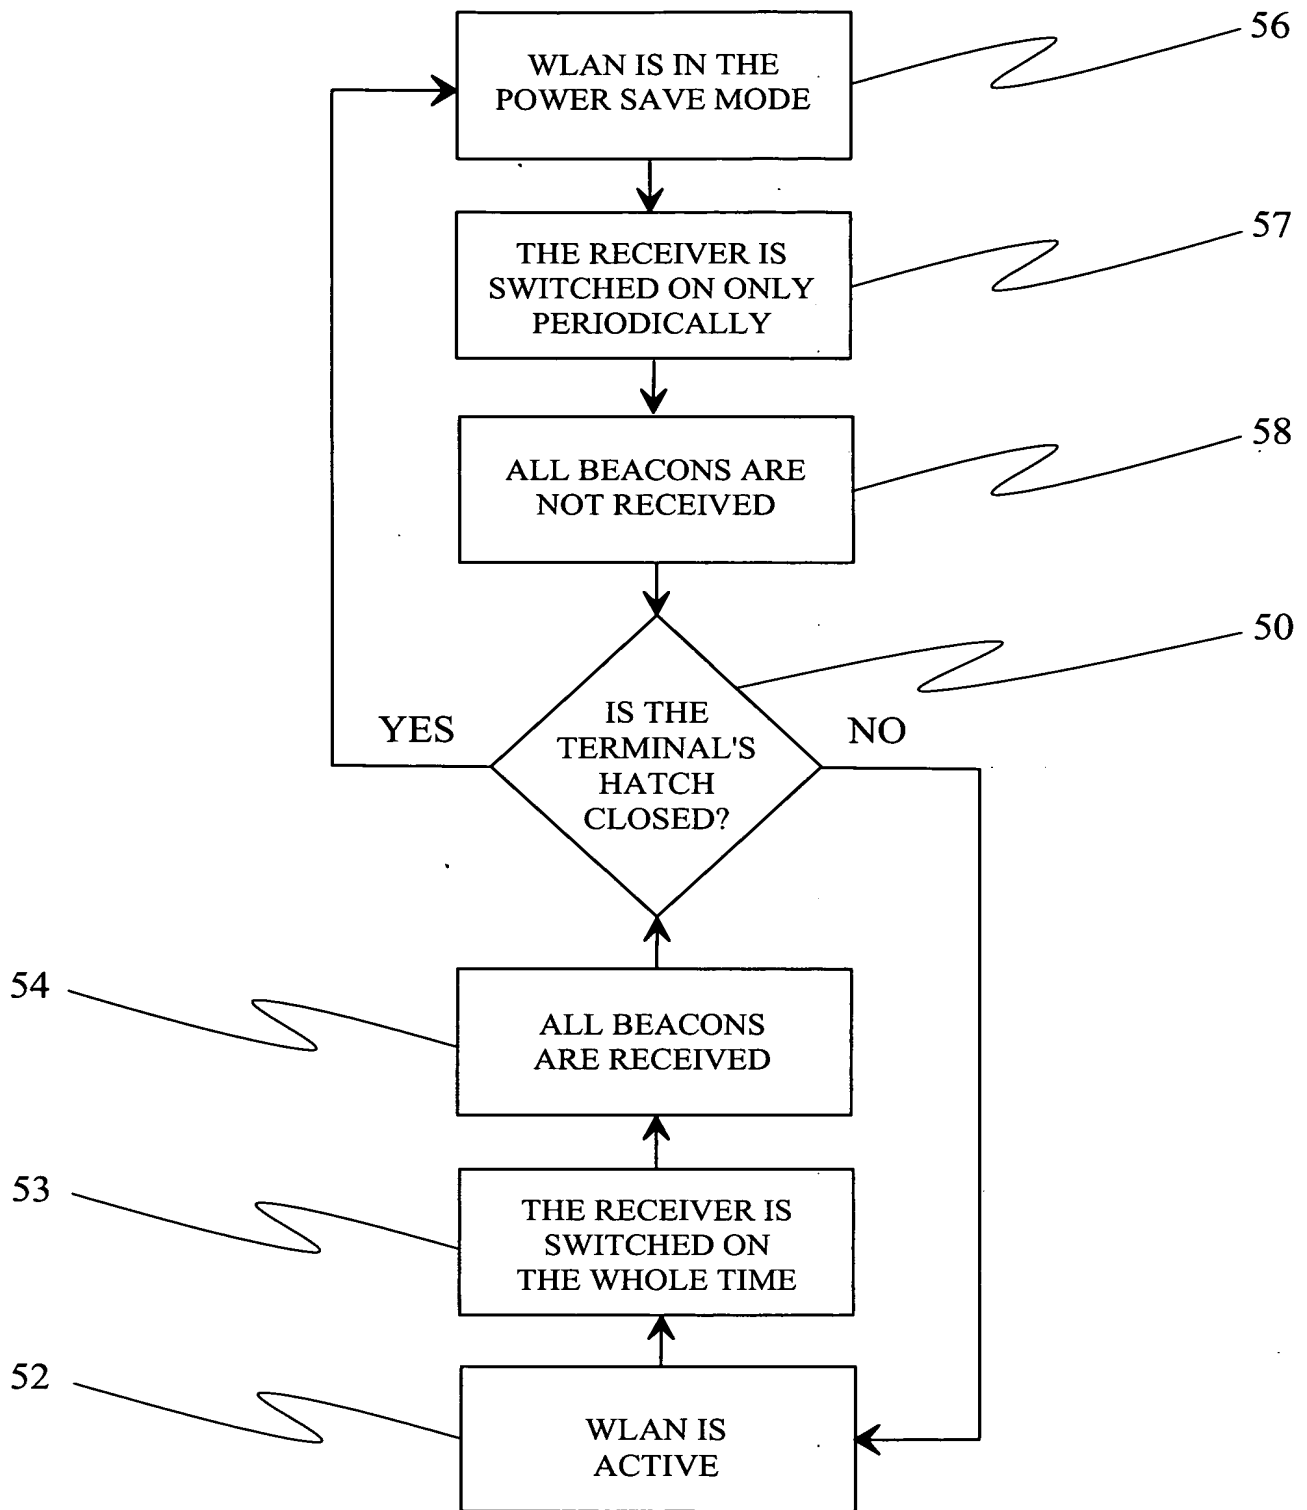 56
WLAN IS IN THE
POWER SAVE MODE
57
THE RECEIVER IS
SWITCHED ON ONLY
PERIODICALLY
58
ALL BEACONS ARE
NOT RECEIVED
50
YES
NO
IS THE
TERMINAL'S
HATCH
CLOSED?
54
ALL BEACONS
ARE RECEIVED
53
THE RECEIVER IS
SWITCHED ON
THE WHOLE TIME
52
WLAN IS
ACTIVE